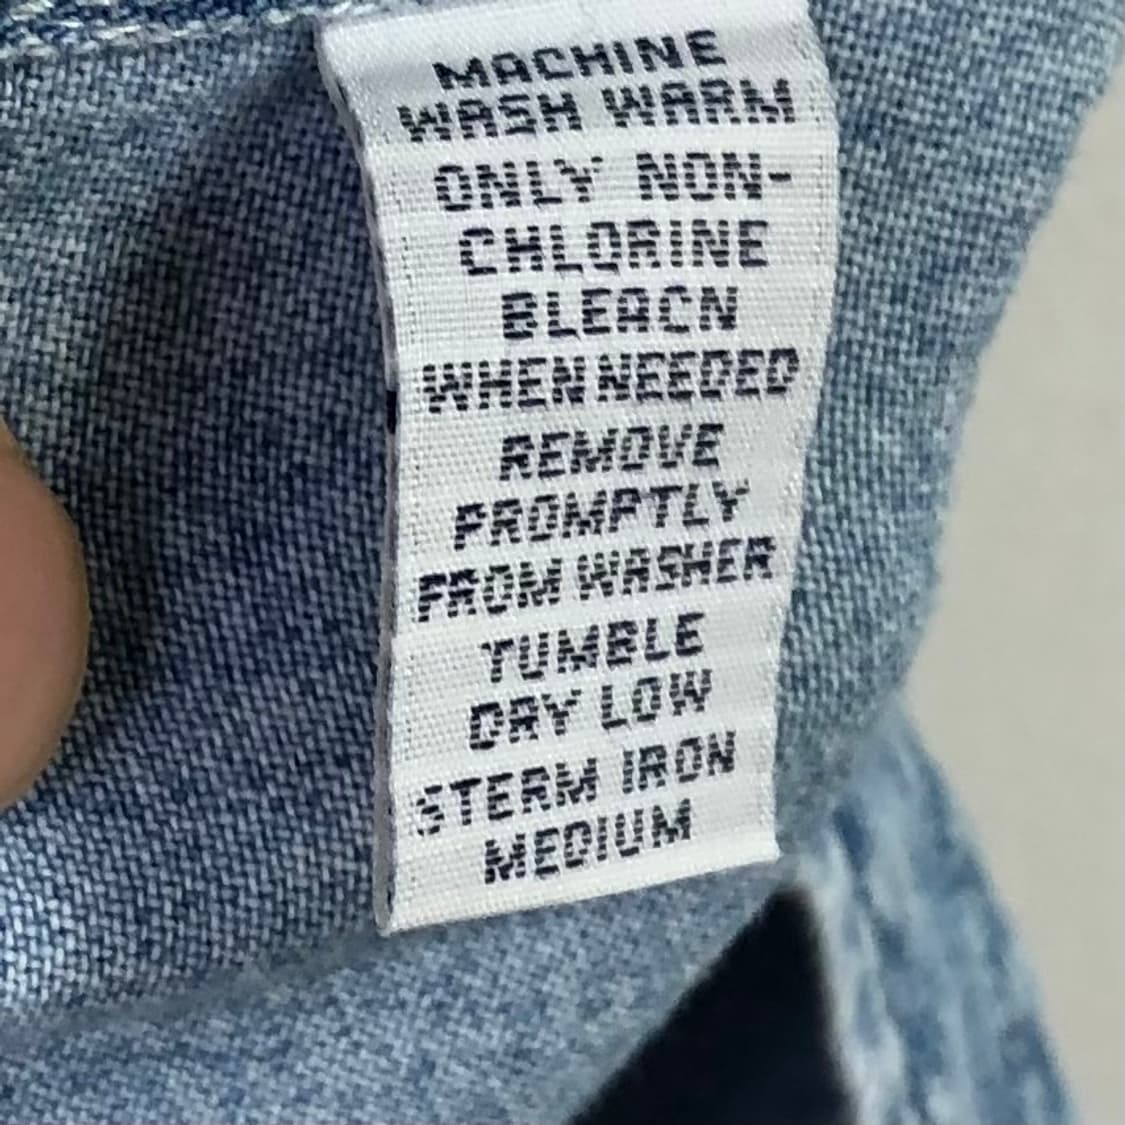 MACHINE
WASH WARM
ONLY NON-
CHLORINE
BLEACN
WHEN NEEDED
REMOVE
PROMPTLY
FROM WASHER
TUMBLE
DRY LOW
STERM IRON
MEDIUM